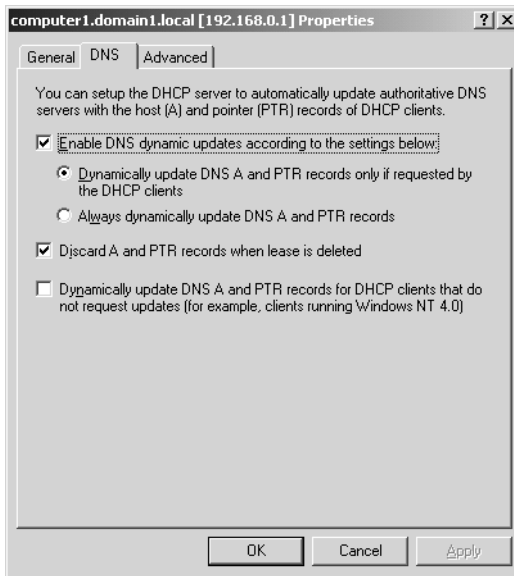 computer1.domain1.local [192.168.0.1] Properties
General DNS Advanced
You can setup the DHCP server to automatically update authoritative DNS
servers with the host (A) and pointer (PTR) records of DHCP clients.
Enable DNS dynamic updates according to the settings below:
Dynamically update DNS A and PTR records only if requested by
the DHCP clients
Always dynamically update DNS A and PTR records
Discard A and PTR records when lease is deleted
Dynamically update DNS A and PTR records for DHCP clients that do
not request updates (for example, clients running Windows NT 4.0)
OK Cancel Apply